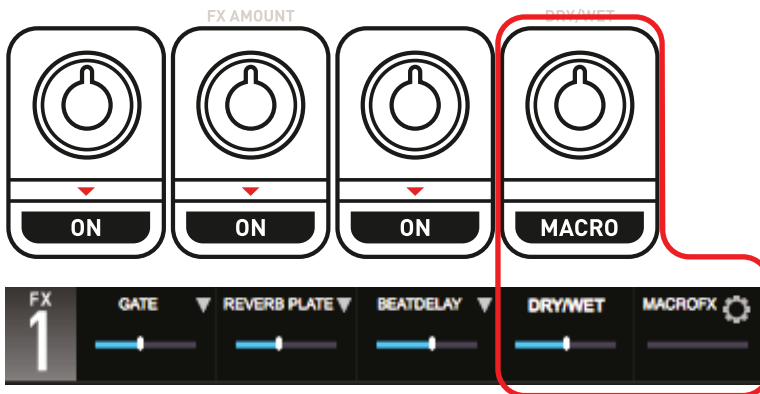 FX AMOUNT DRY/WET
ON ON ON MACRO
FX GATE REVERB PLATE BEATDELAY DRY/WET MACROFX
1